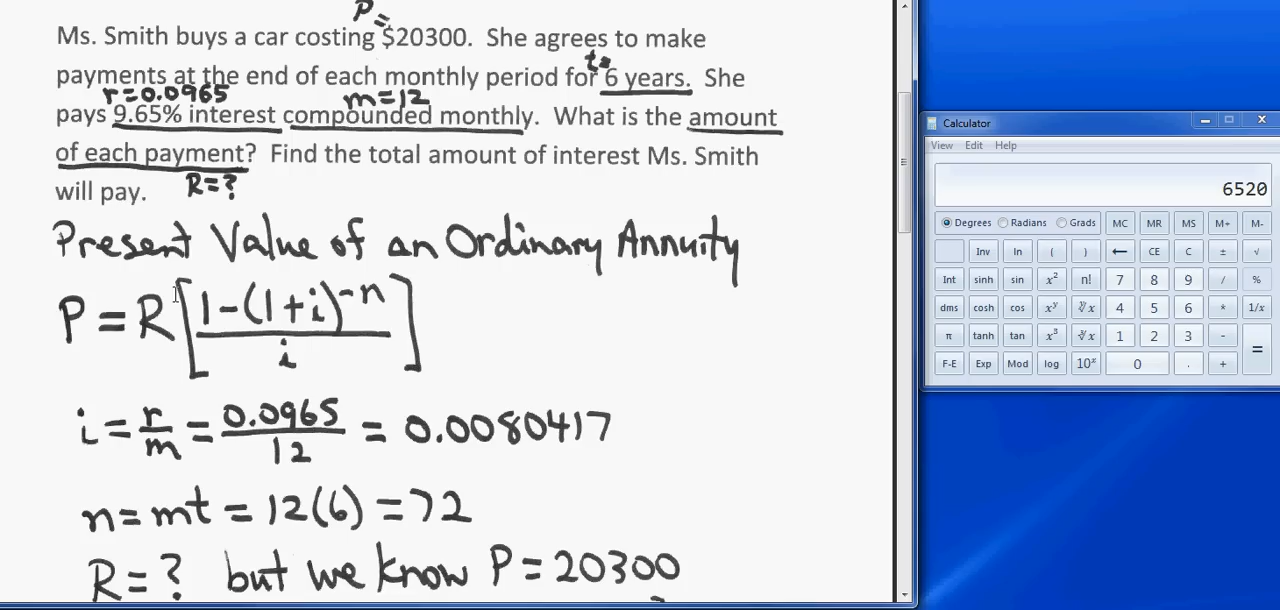 P=
Ms. Smith buys a car costing $20300. She agrees to make
t=
payments at the end of each monthly period for 6 years. She
r=0.0965 m=12
pays 9.65% interest compounded monthly. What is the amount
of each payment? Find the total amount of interest Ms. Smith
will pay. R=?
Present Value of an Ordinary Annuity
P=R[1-(1+i)^-n / i]
i = r/m = 0.0965/12 = 0.0080417
n=mt = 12(6) =72
R=? but we know P=20300
Calculator
View Edit Help
6520
Degrees Radians Grads MC MR MS M+ M-
Inv ln ( ) ← CE C ± √
Int sinh sin x² n! 7 8 9 / %
dms cosh cos xʸ ʸ√x 4 5 6 * 1/x
π tanh tan x³ ³√x 1 2 3 - =
F-E Exp Mod log 10ˣ 0 . +